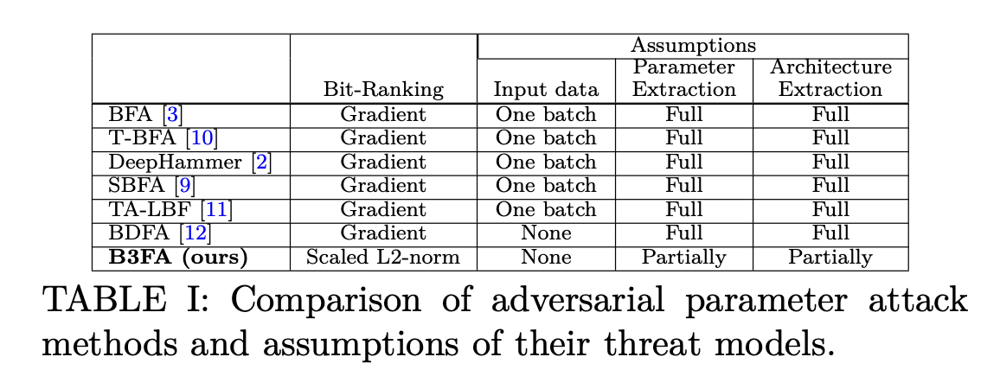 Assumptions
Bit-Ranking Input data Parameter Extraction Architecture Extraction
BFA [3] Gradient One batch Full Full
T-BFA [10] Gradient One batch Full Full
DeepHammer [2] Gradient One batch Full Full
SBFA [9] Gradient One batch Full Full
TA-LBF [11] Gradient One batch Full Full
BDFA [12] Gradient None Full Full
B3FA (ours) Scaled L2-norm None Partially Partially
TABLE I: Comparison of adversarial parameter attack
methods and assumptions of their threat models.